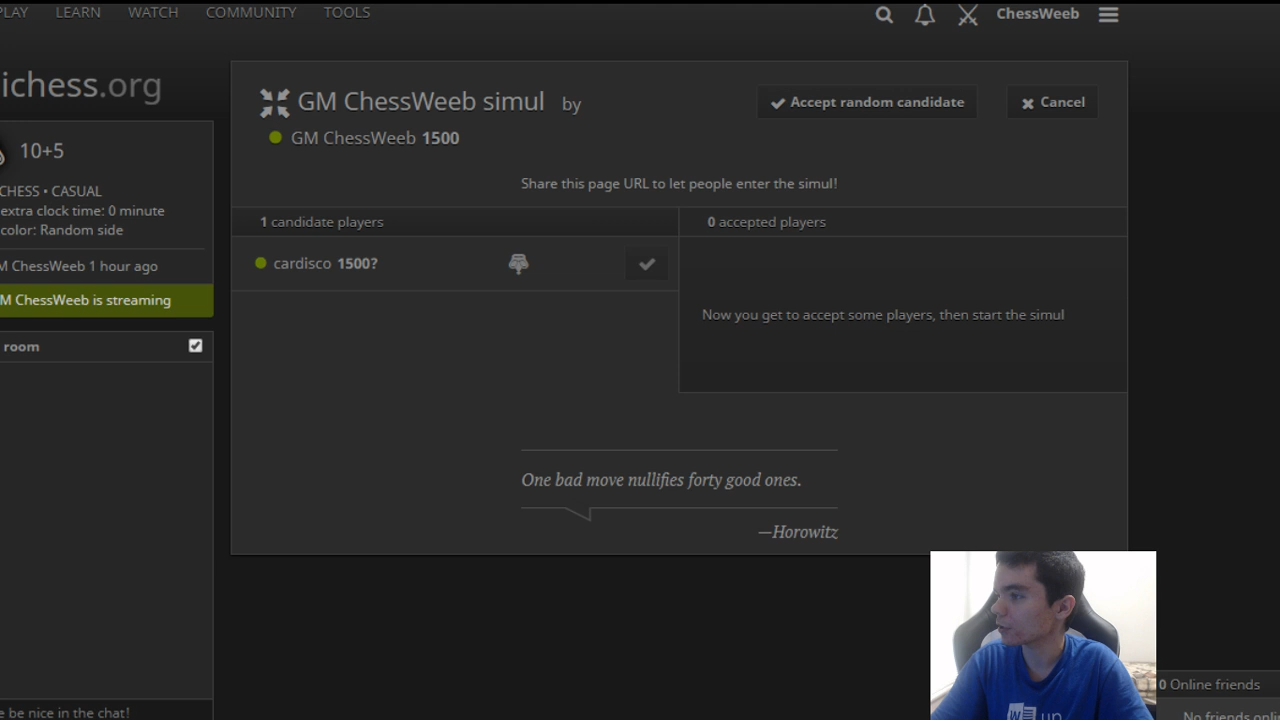 PLAY LEARN WATCH COMMUNITY TOOLS ChessWeeb
ichess.org
GM ChessWeeb simul by
Accept random candidate
Cancel
GM ChessWeeb 1500
10+5
CHESS • CASUAL
extra clock time: 0 minute
color: Random side
M ChessWeeb 1 hour ago
M ChessWeeb is streaming
room
Share this page URL to let people enter the simul!
1 candidate players
0 accepted players
cardisco 1500?
Now you get to accept some players, then start the simul
One bad move nullifies forty good ones.
—Horowitz
e be nice in the chat!
W up
0 Online friends
No friends onli